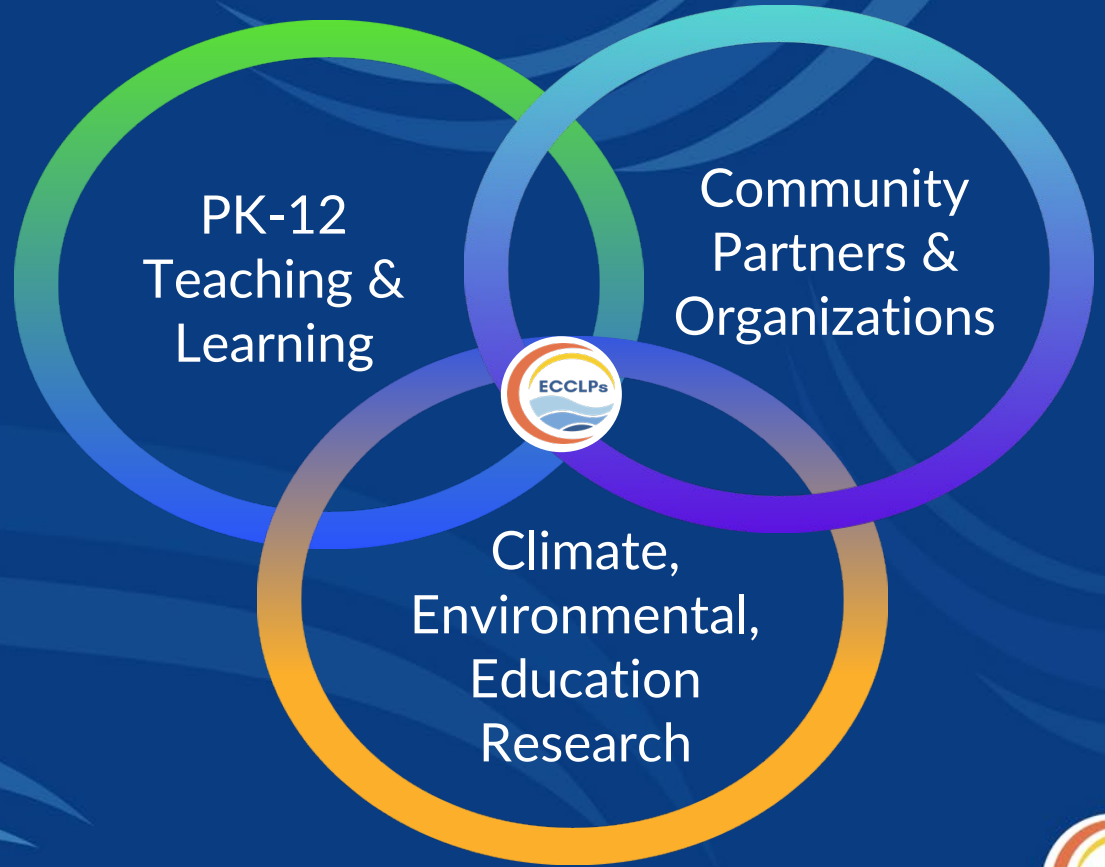 PK-12
Teaching &
Learning
Community
Partners &
Organizations
ECCLPs
Climate,
Environmental,
Education
Research